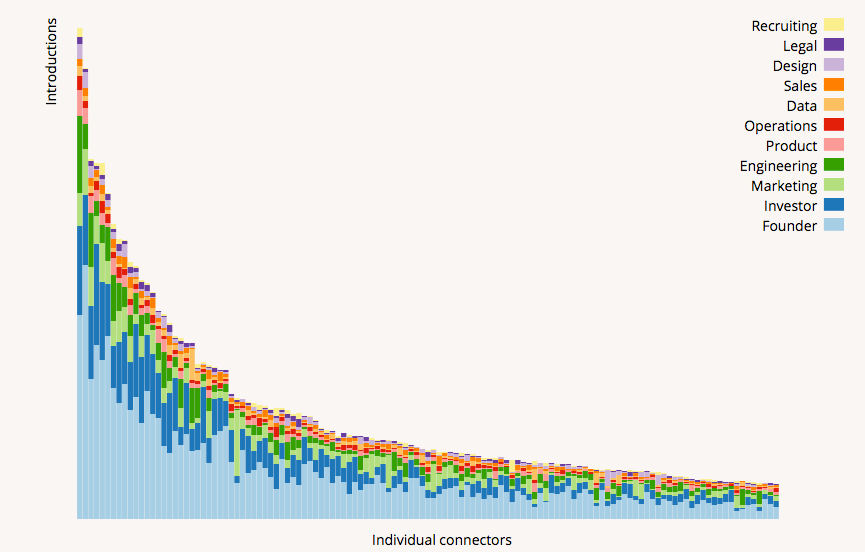 Introductions
Recruiting
Legal
Design
Sales
Data
Operations
Product
Engineering
Marketing
Investor
Founder
Individual connectors